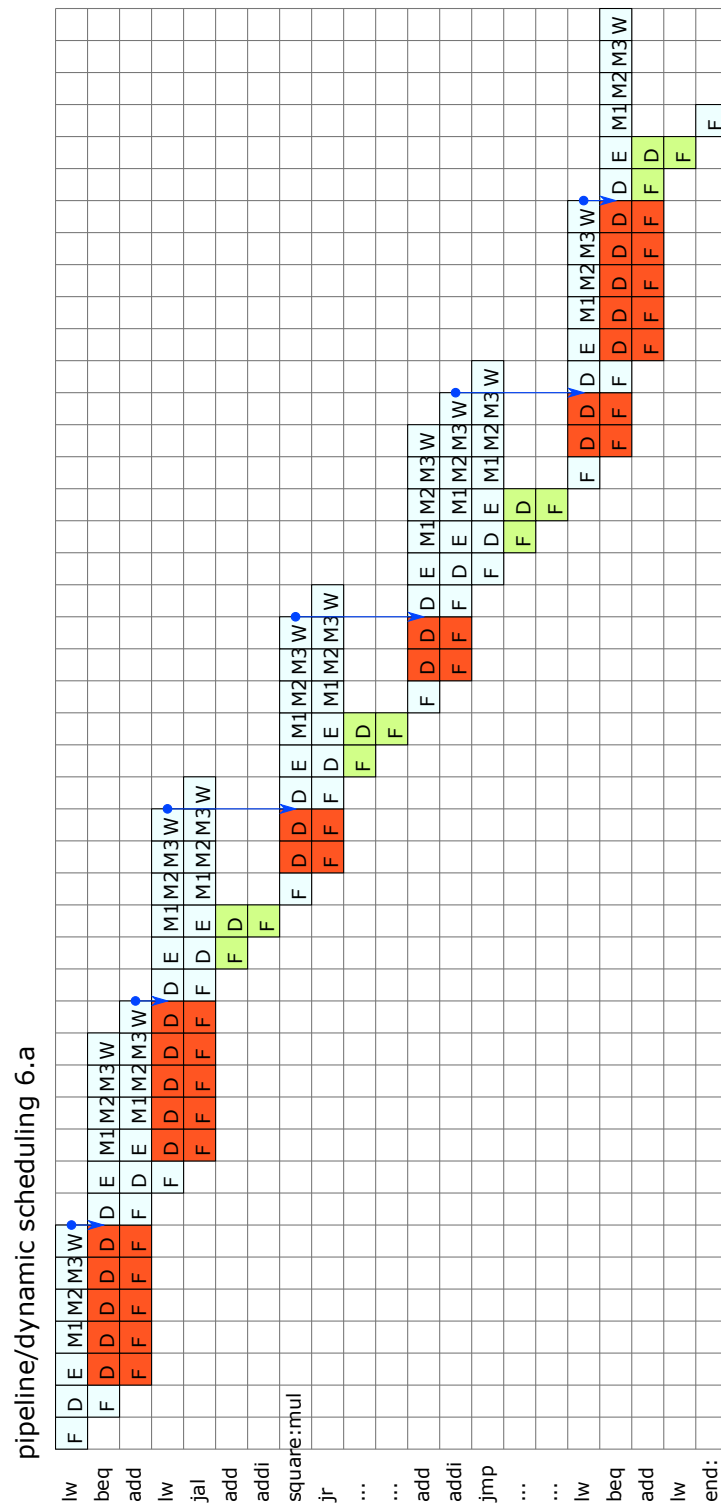 pipeline/dynamic scheduling 6.a
lw F D E M1 M2 M3 W
beq F D D D D D D E M1 M2 M3 W
add F F F F F F D E M1 M2 M3 W
lw F D D D D D D E M1 M2 M3 W
jal F F F F F F D E M1 M2 M3 W
add F D
addi F
square:mul F D D D E M1 M2 M3 W
jr F F F D E M1 M2 M3 W
.... F D
.... F
add F D D D E M1 M2 M3 W
addi F F F D E M1 M2 M3 W
jmp F D E M1 M2 M3 W
.... F D
.... F
lw F D D D E M1 M2 M3 W
beq F F F D D D D D D E M1 M2 M3 W
add F F F F F F D
lw F
end: F